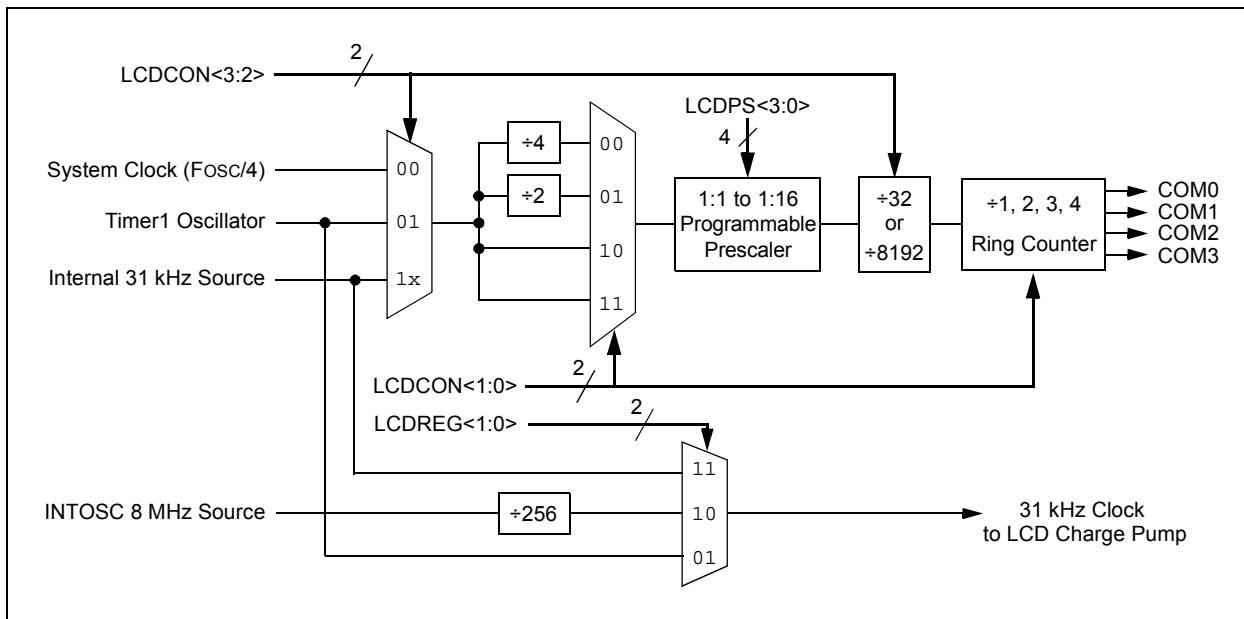 LCDCON<3:2>
2
LCDPS<3:0>
4
System Clock (FOSC/4)
Timer1 Oscillator
Internal 31 kHz Source
00
01
1x
÷4
÷2
00
01
10
11
1:1 to 1:16
Programmable
Prescaler
÷32
or
÷8192
÷1, 2, 3, 4
Ring Counter
COM0
COM1
COM2
COM3
LCDCON<1:0>
2
LCDREG<1:0>
2
INTOSC 8 MHz Source
÷256
11
10
01
31 kHz Clock
to LCD Charge Pump